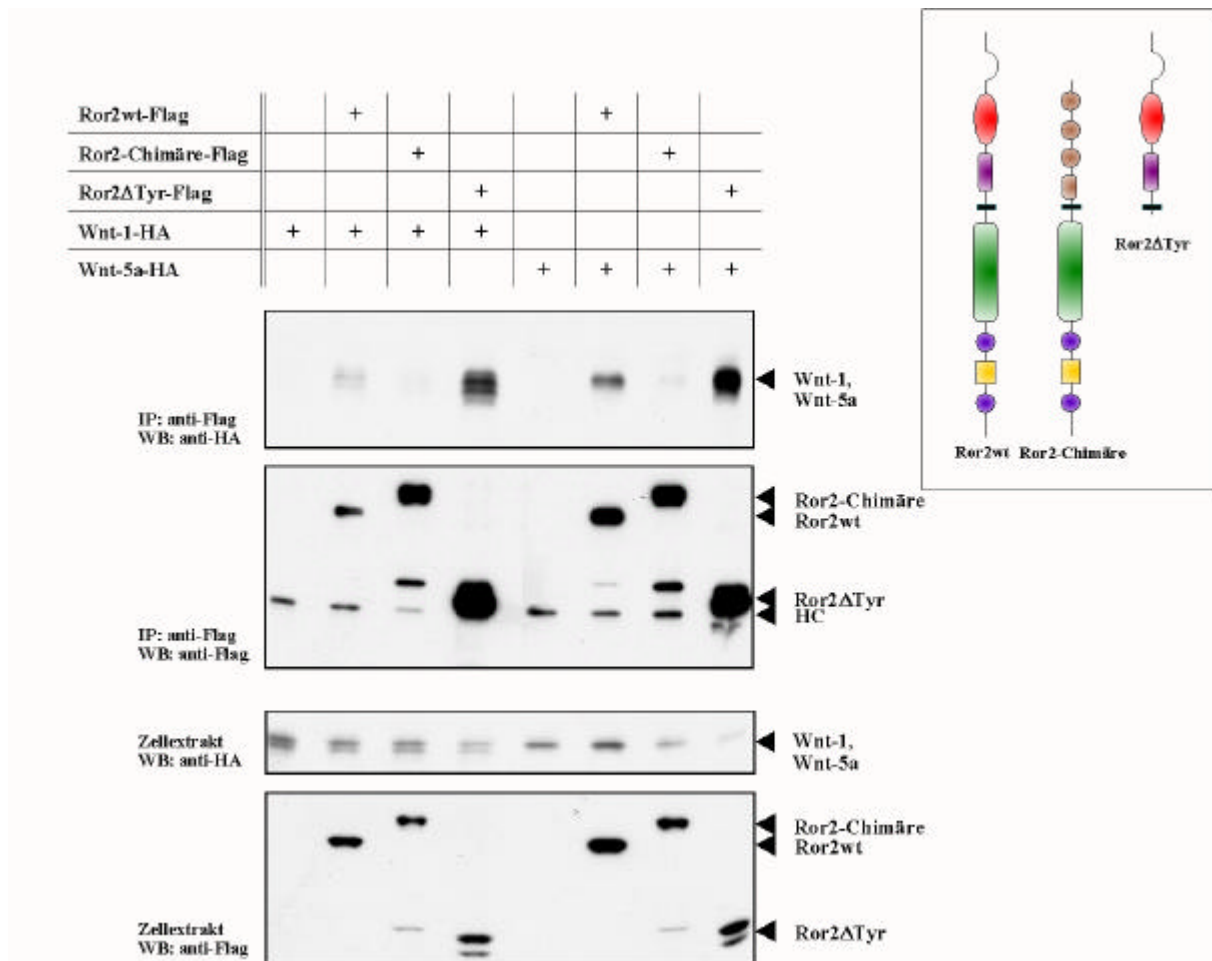 Ror2wt-Flag + +
Ror2-Chimäre-Flag + +
Ror2ΔTyr-Flag + +
Wnt-1-HA + + + +
Wnt-5a-HA + + + +
Ror2ΔTyr
Ror2wt Ror2-Chimäre
Wnt-1,
Wnt-5a
IP: anti-Flag
WB: anti-HA
Ror2-Chimäre
Ror2wt
Ror2ΔTyr
HC
IP: anti-Flag
WB: anti-Flag
Zellextrakt
WB: anti-HA
Wnt-1,
Wnt-5a
Ror2-Chimäre
Ror2wt
Ror2ΔTyr
Zellextrakt
WB: anti-Flag